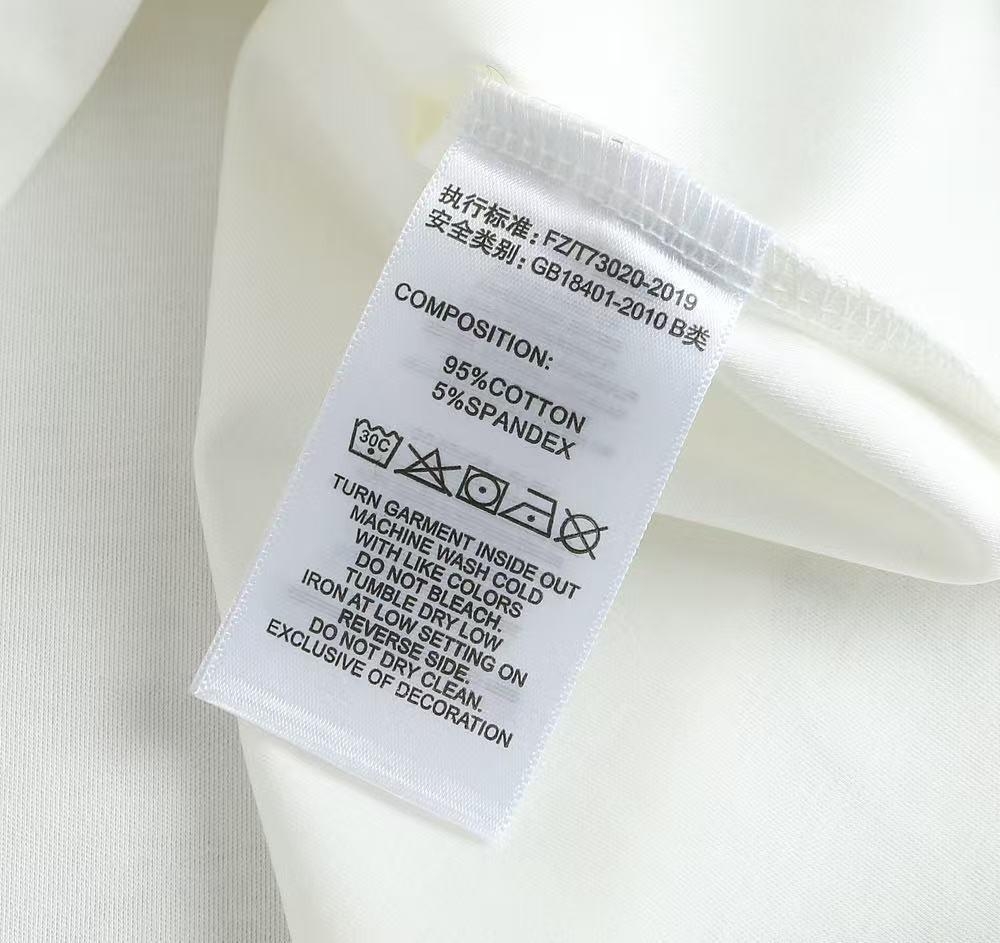 执行标准：FZ/T73020-2019
安全类别：GB18401-2010 B类
COMPOSITION:
95%COTTON
5%SPANDEX
30C
TURN GARMENT INSIDE OUT
MACHINE WASH COLD
WITH LIKE COLORS
DO NOT BLEACH.
TUMBLE DRY LOW
IRON AT LOW SETTING ON
REVERSE SIDE.
DO NOT DRY CLEAN.
EXCLUSIVE OF DECORATION